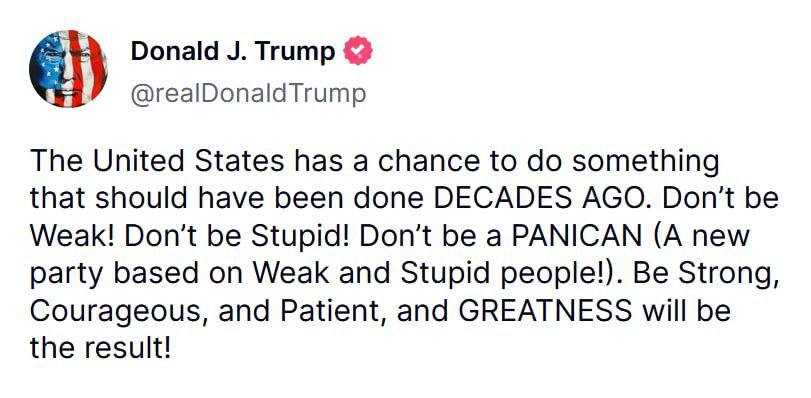 Donald J. Trump
@realDonaldTrump
The United States has a chance to do something
that should have been done DECADES AGO. Don’t be
Weak! Don’t be Stupid! Don’t be a PANICAN (A new
party based on Weak and Stupid people!). Be Strong,
Courageous, and Patient, and GREATNESS will be
the result!